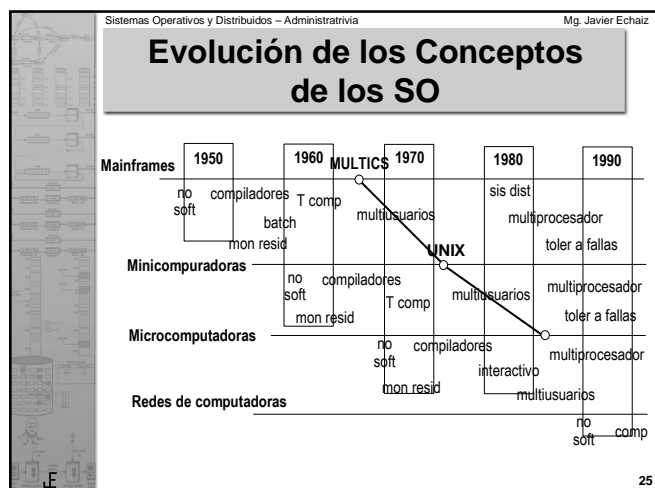 Sistemas Operativos y Distribuidos – Administratrivia Mg. Javier Echaiz
Evolución de los Conceptos
de los SO
1950 1960 MULTICS 1970 1980 1990
Mainframes
no compiladores T comp sis dist
soft batch multiusuarios multiprocesador
mon resid toler a fallas
UNIX
Minicompuradoras
no compiladores multiusuarios multiprocesador
soft T comp
mon resid toler a fallas
Microcomputadoras
no compiladores multiprocesador
soft interactivo
mon resid multiusuarios
Redes de computadoras
no comp
soft
JE
25